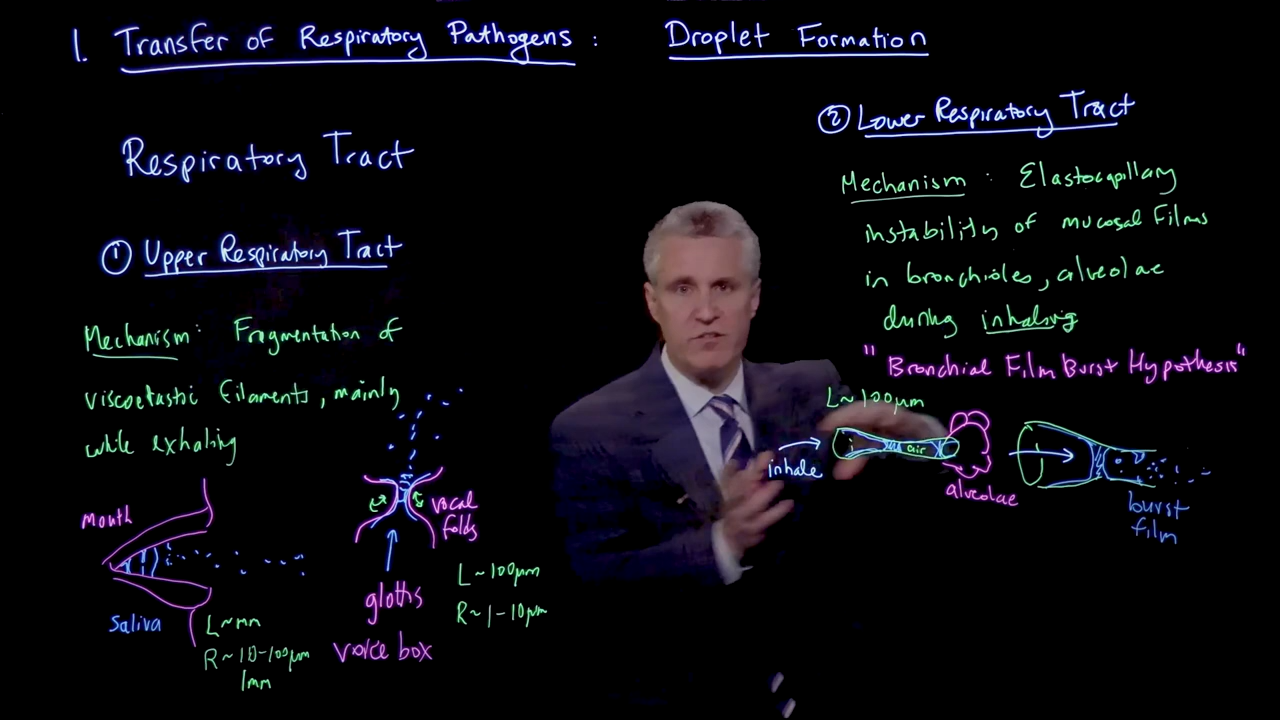 1. Transfer of Respiratory Pathogens : Droplet Formation
Respiratory Tract
① Upper Respiratory Tract
Mechanism: Fragmentation of
viscoelastic filaments, mainly
while exhaling
Mouth
Saliva
L~mm
R~10-100μm
1mm
vocal
folds
gloths
voice box
L~100μm
R~1-10μm
② Lower Respiratory Tract
Mechanism : Elastocapillary
instability of mucosal films
in bronchioles, alveolae
during inhaling
"Bronchial Film Burst Hypothesis"
L~100μm
inhale
air
alveolae
burst
film